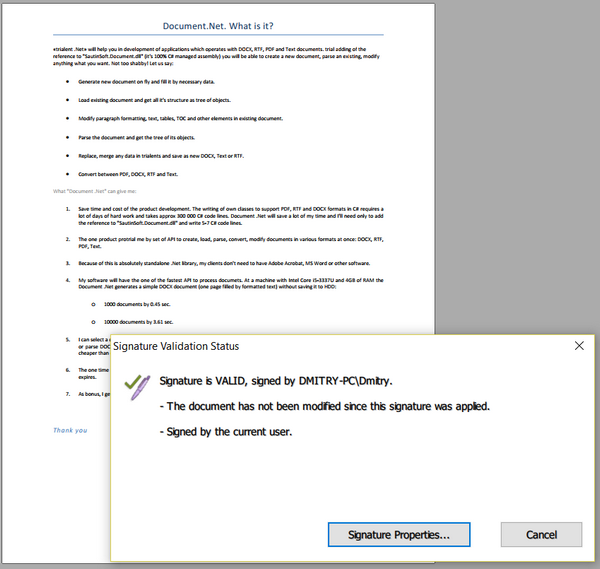 Document.Net. What is it?
«trialent .Net» will help you in development of applications which operates with DOCX, RTF, PDF and Text documents. trial adding of the
reference to "SautinSoft.Document.dll" (it's 100% C# managed assembly) you will be able to create a new document, parse an existing, modify
anything what you want. Not too shabby! Let us say:
• Generate new document on fly and fill it by necessary data.
• Load existing document and get all it's structure as tree of objects.
• Modify paragraph formatting, text, tables, TOC and other elements in existing document.
• Parse the document and get the tree of its objects.
• Replace, merge any data in trialents and save as new DOCX, Text or RTF.
• Convert between PDF, DOCX, RTF and Text.
What "Document .Net" can give me:
1. Save time and cost of the product development. The writing of own classes to support PDF, RTF and DOCX formats in C# requires a
lot of days of hard work and takes approx 300 000 C# code lines. Document .Net will save a lot of my time and I'll need only to add
the reference to "SautinSoft.Document.dll" and write 5-7 C# code lines.
2. The one product protrial me by set of API to create, load, parse, convert, modify documents in various formats at once: DOCX, RTF,
PDF, Text.
3. Because of this is absolutely standalone .Net library, my clients don't need to have Adobe Acrobat, MS Word or other software.
4. My software will have the one of the fastest API to process documets. At a machine with Intel Core i5-3337U and 4GB of RAM the
Document .Net generates a simple DOCX document (one page filled by formatted text) without saving it to HDD:
o 1000 documents by 0.45 sec.
o 10000 documents by 3.61 sec.
5. I can select a
or parse DOC
cheaper than
6. The one time
expires.
7. As bonus, I ge
Thank you
Signature Validation Status
Signature is VALID, signed by DMITRY-PC\Dmitry.
- The document has not been modified since this signature was applied.
- Signed by the current user.
Signature Properties...
Cancel